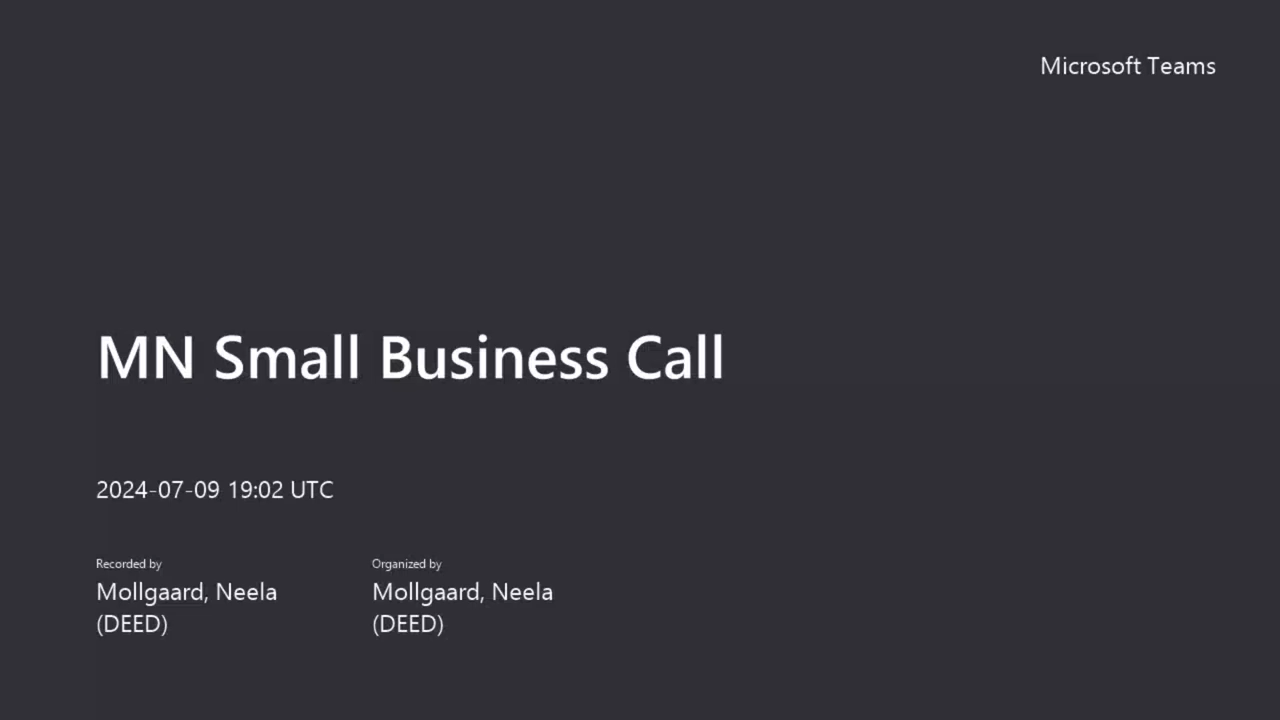 Microsoft Teams
MN Small Business Call
2024-07-09 19:02 UTC
Recorded by
Mollgaard, Neela
(DEED)
Organized by
Mollgaard, Neela
(DEED)